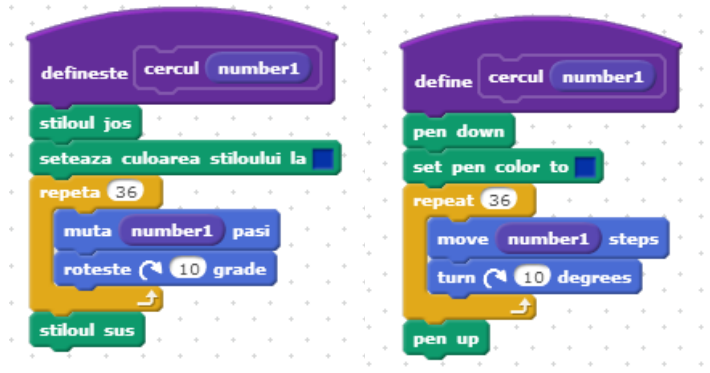 defineste cercul number1
stiloul jos
seteaza culoarea stiloului la
repeta 36
muta number1 pasi
roteste 10 grade
stiloul sus
define cercul number1
pen down
set pen color to
repeat 36
move number1 steps
turn 10 degrees
pen up